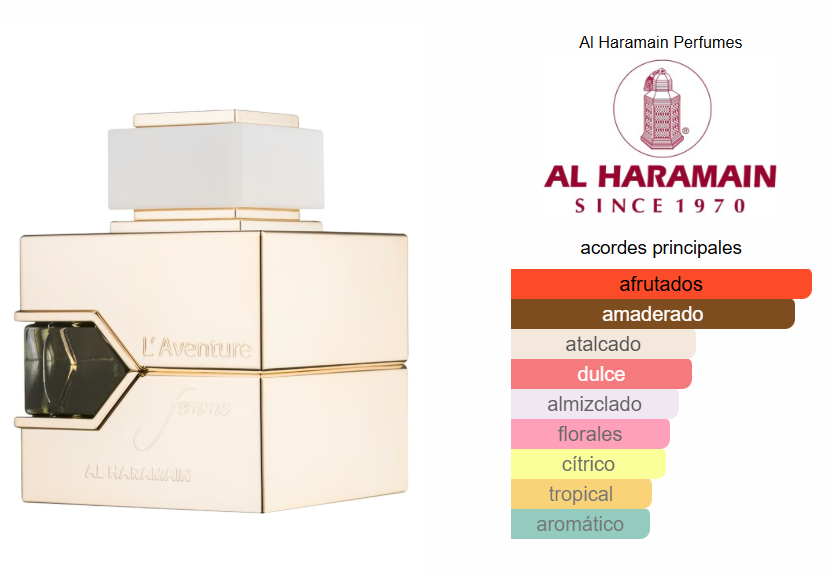 Al Haramain Perfumes
AL HARAMAIN
®
SINCE 1970
acordes principales
afrutados
amaderado
atalcado
dulce
almizclado
florales
cítrico
tropical
aromático
L'Aventure
femme
AL HARAMAIN